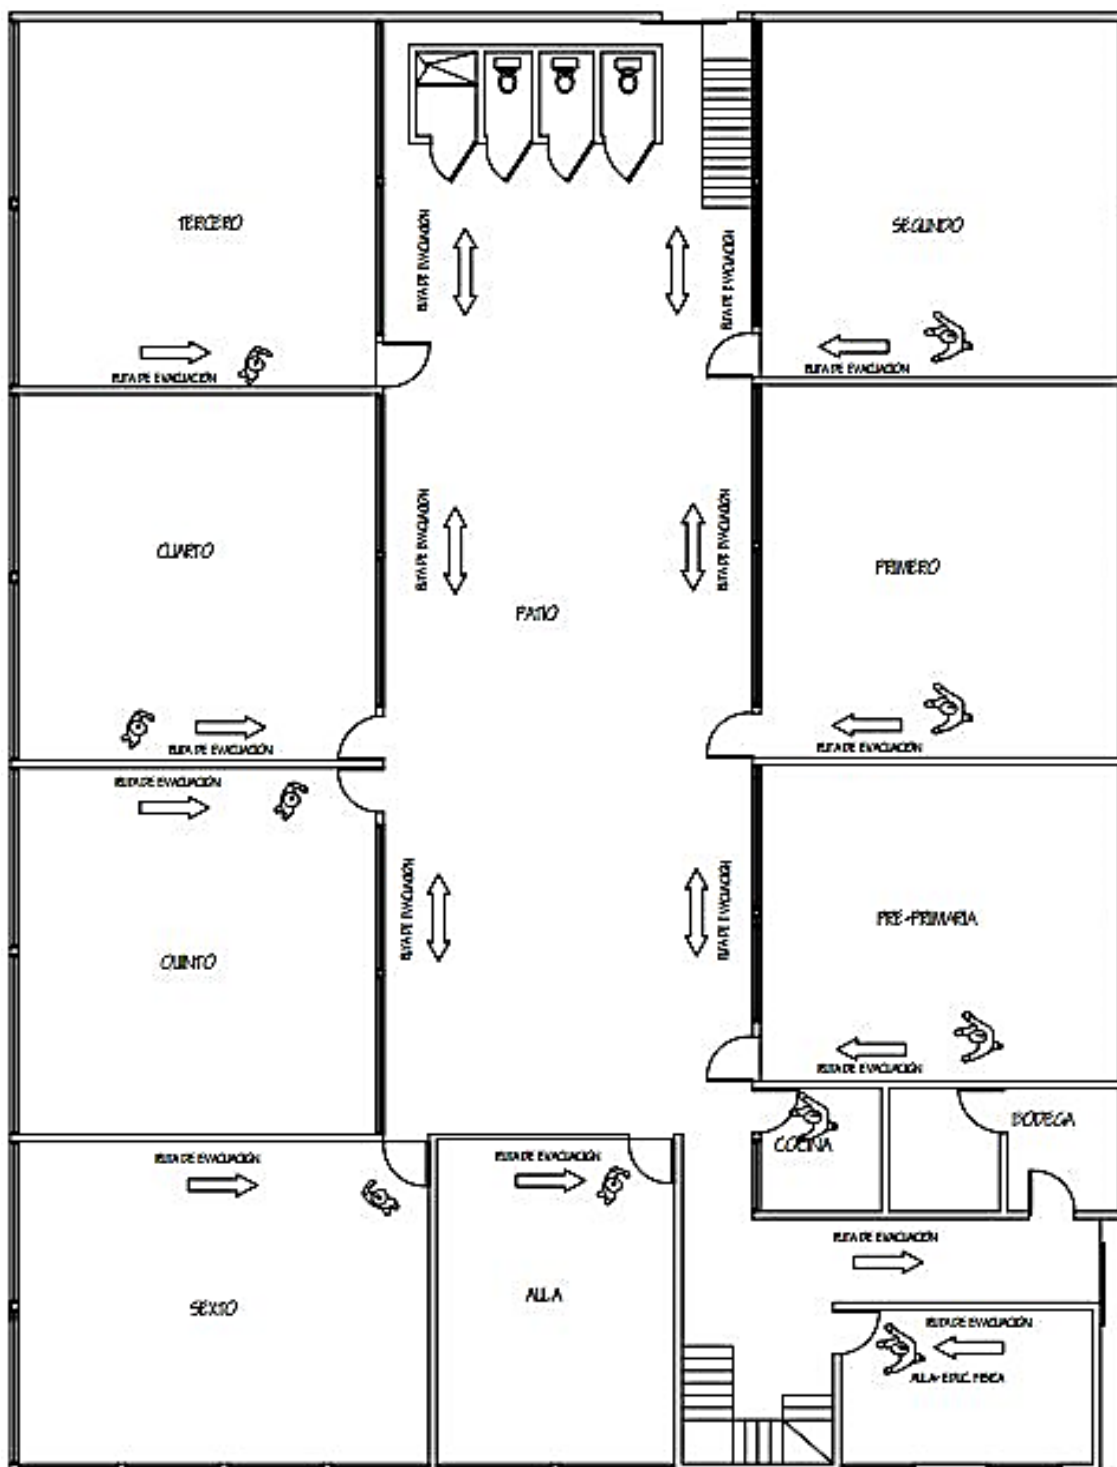 TERCERO
SEGUNDO
RUTA DE EVACUACIÓN
RUTA DE EVACUACIÓN
RUTA DE EVACUACIÓN
RUTA DE EVACUACIÓN
CUARTO
PRIMERO
RUTA DE EVACUACIÓN
RUTA DE EVACUACIÓN
PATIO
RUTA DE EVACUACIÓN
RUTA DE EVACUACIÓN
RUTA DE EVACUACIÓN
QUINTO
PRE-PRIMARIA
RUTA DE EVACUACIÓN
RUTA DE EVACUACIÓN
RUTA DE EVACUACIÓN
COCINA
BODEGA
RUTA DE EVACUACIÓN
RUTA DE EVACUACIÓN
RUTA DE EVACUACIÓN
SEXTO
AULA
RUTA DE EVACUACIÓN
AULA-EDUC. FISICA